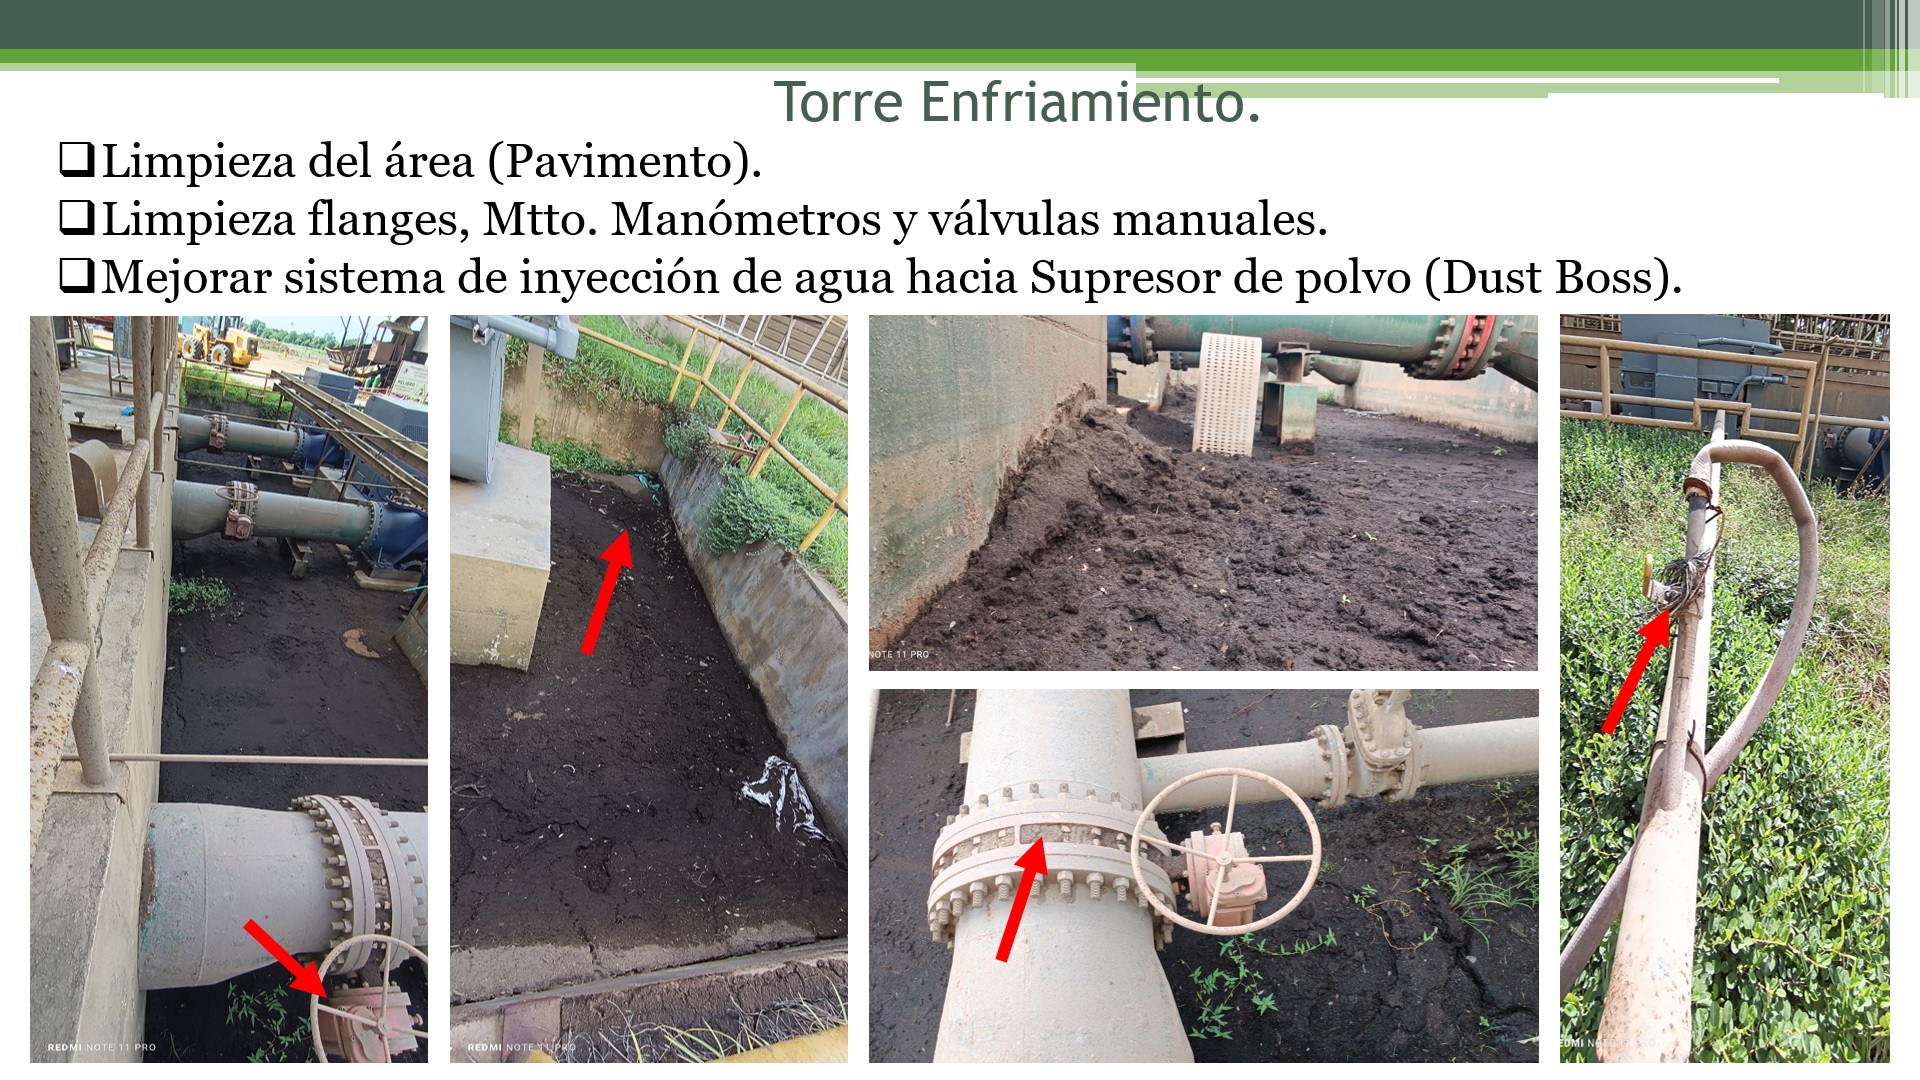 Torre Enfriamiento.
❑Limpieza del área (Pavimento).
❑Limpieza flanges, Mtto. Manómetros y válvulas manuales.
❑Mejorar sistema de inyección de agua hacia Supresor de polvo (Dust Boss).
NOTE 11 PRO
REDMI NOTE 11 PRO
REDMI NOTE 11 PRO